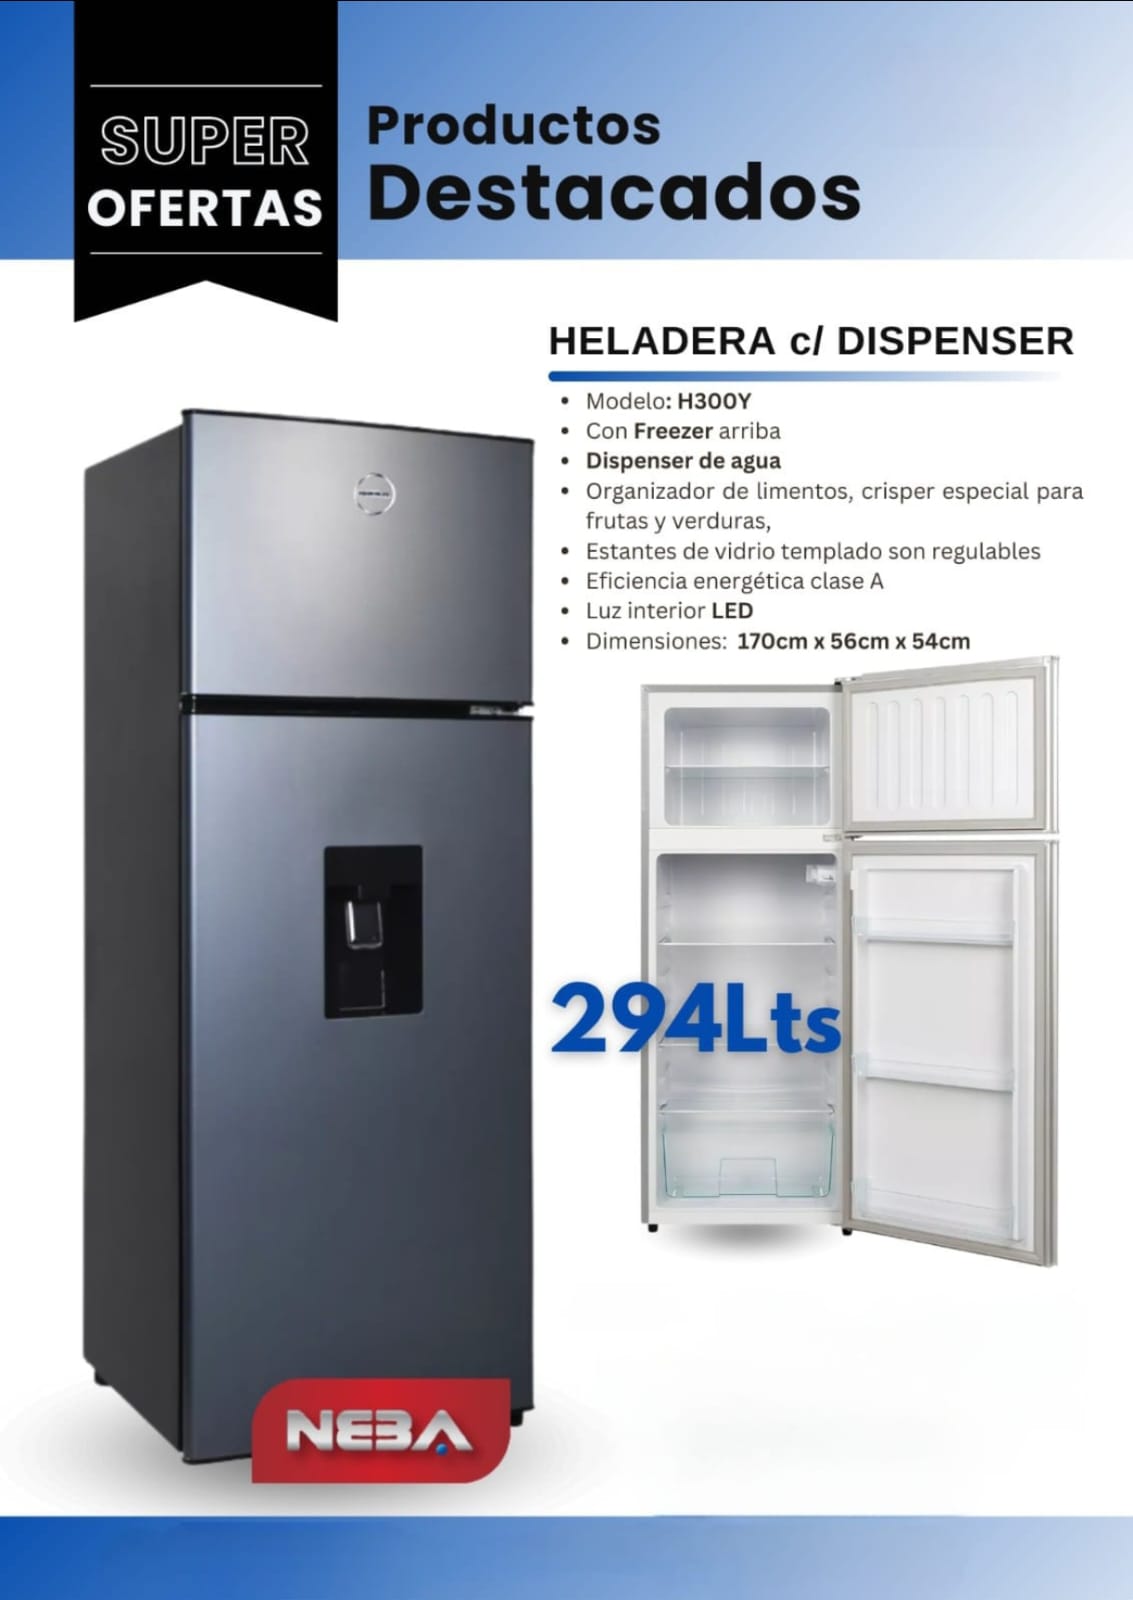 SUPER
OFERTAS
Productos
Destacados
HELADERA c/ DISPENSER
• Modelo: H300Y
• Con Freezer arriba
• Dispenser de agua
• Organizador de limentos, crisper especial para
frutas y verduras,
• Estantes de vidrio templado son regulables
• Eficiencia energética clase A
• Luz interior LED
• Dimensiones: 170cm x 56cm x 54cm
294Lts
NEBA